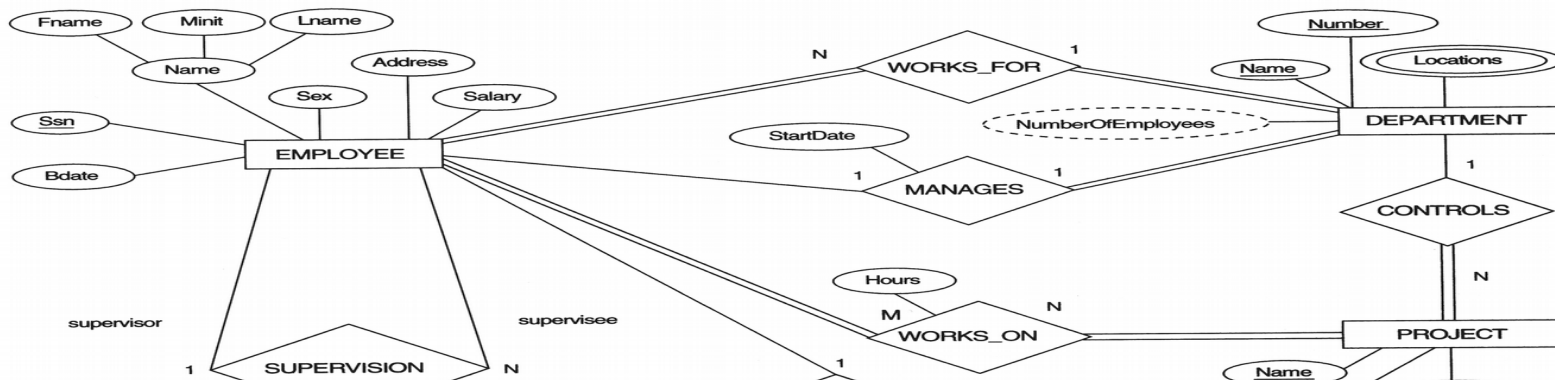 Fname
Minit
Lname
Name
Address
Sex
Salary
Ssn
Bdate
EMPLOYEE
N
WORKS_FOR
1
Number
Name
Locations
NumberOfEmployees
DEPARTMENT
StartDate
1
MANAGES
1
1
CONTROLS
N
Hours
M
WORKS_ON
N
PROJECT
Name
supervisor
supervisee
1
SUPERVISION
N
1